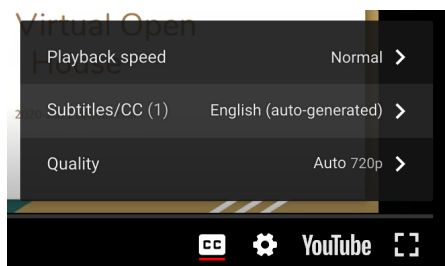 Virtual Open
House
Playback speed Normal
Subtitles/CC (1) English (auto-generated)
Quality Auto 720p
CC YouTube